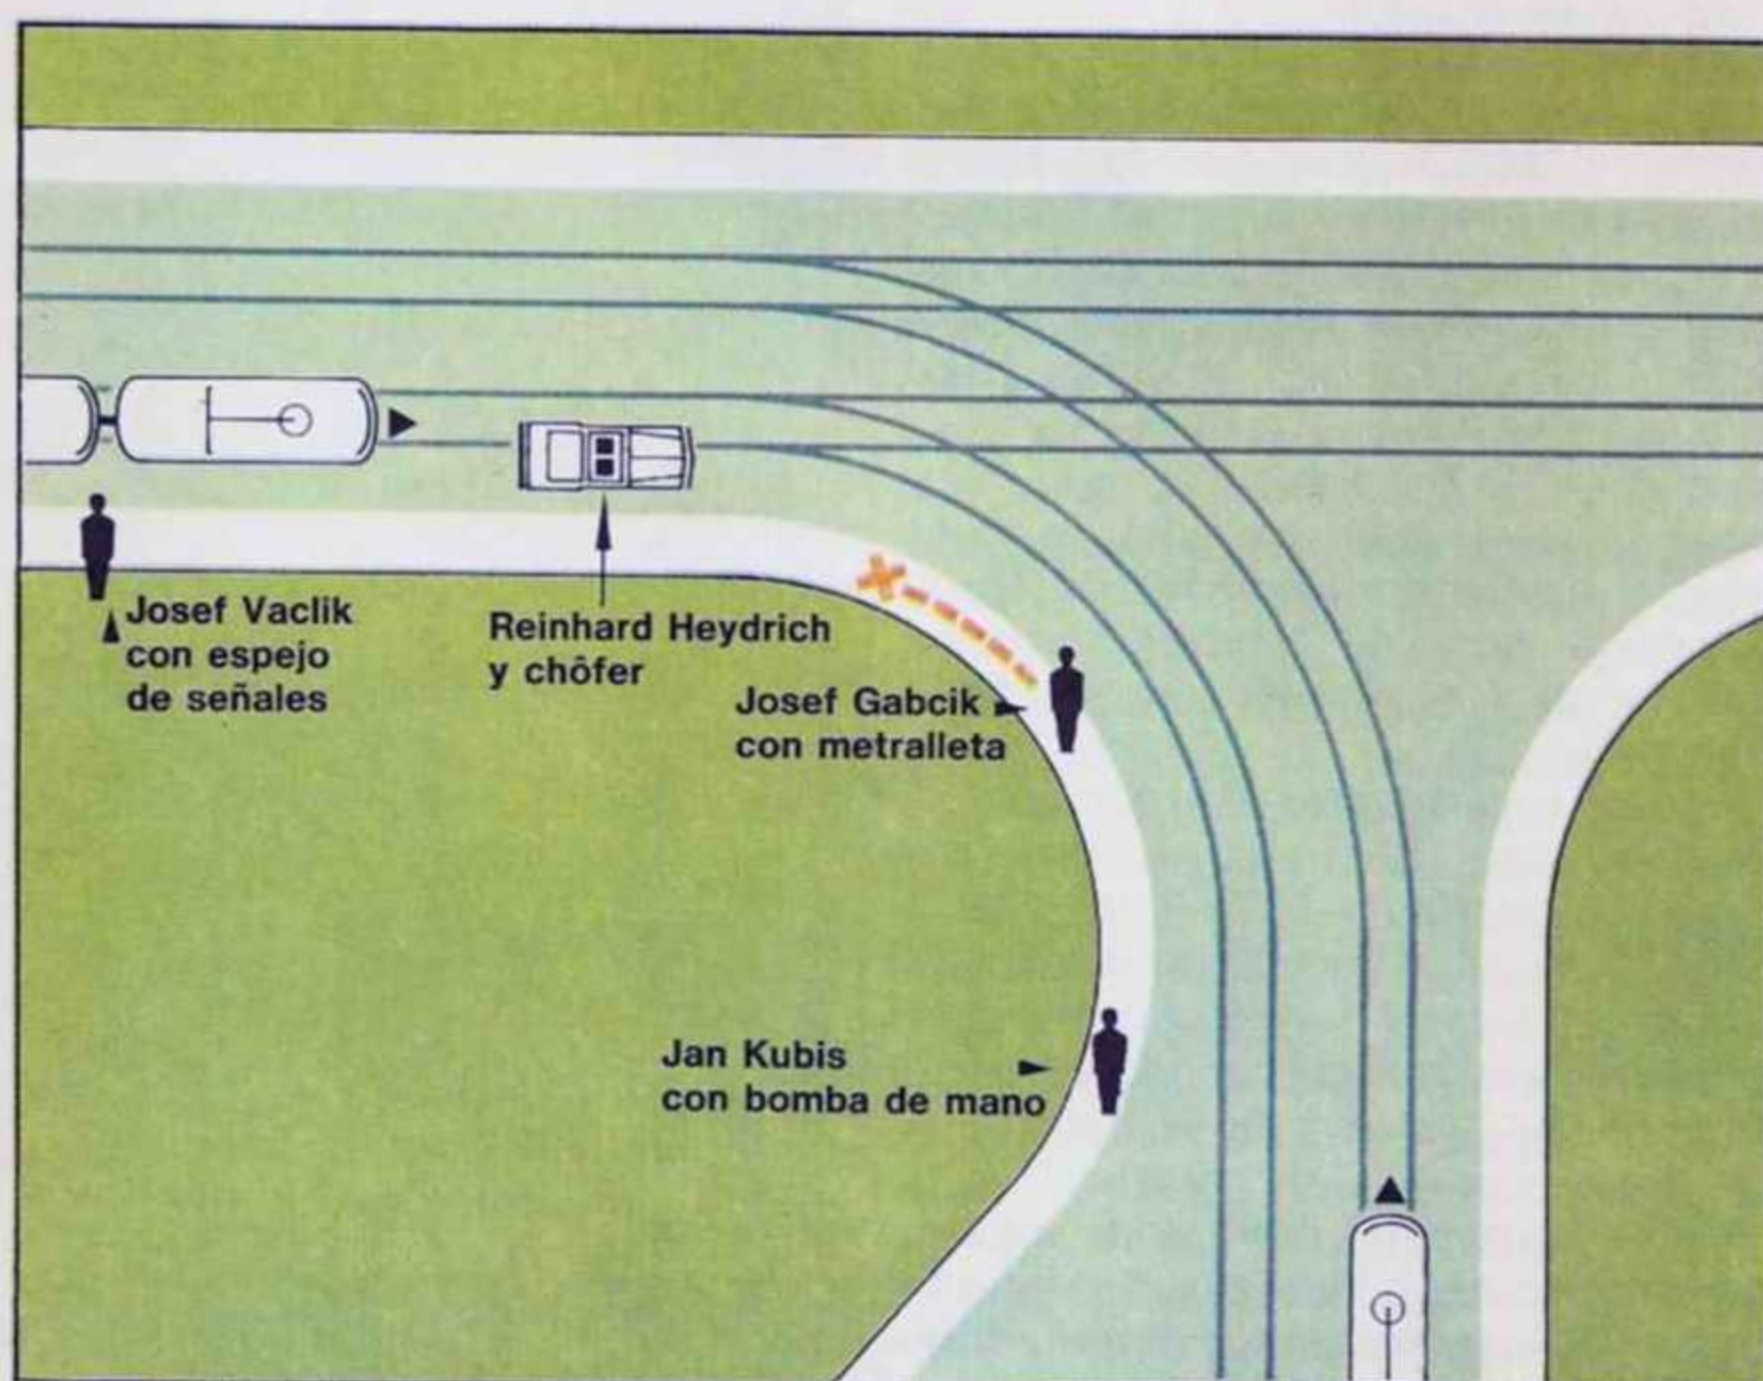 Josef Vaclik
con espejo
de señales
Reinhard Heydrich
y chôfer
Josef Gabcik
con metralleta
Jan Kubis
con bomba de mano